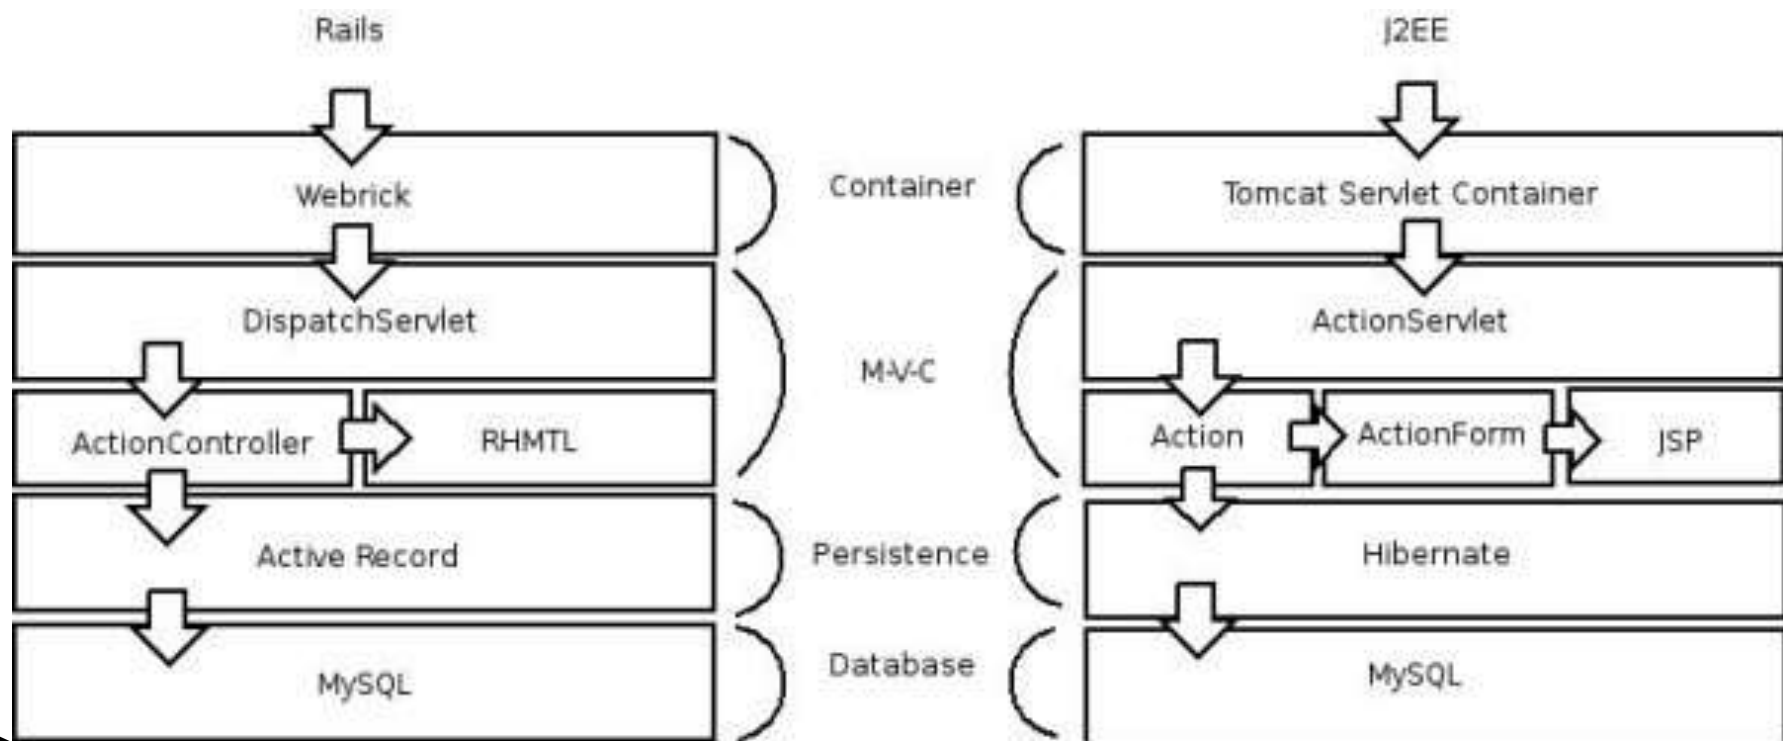 Rails
J2EE
Webrick
Container
Tomcat Servlet Container
DispatchServlet
ActionServlet
M-V-C
ActionController
RHMTL
Action
ActionForm
JSP
Active Record
Persistence
Hibernate
MySQL
Database
MySQL